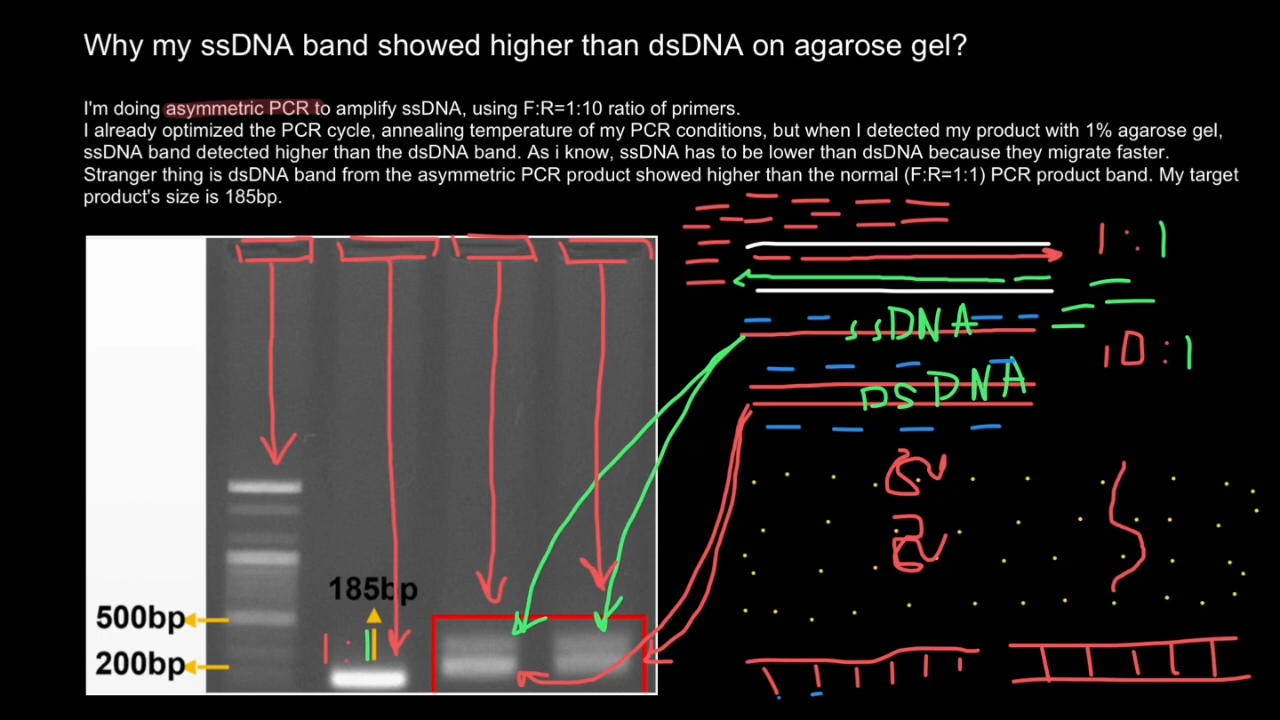 Why my ssDNA band showed higher than dsDNA on agarose gel?
I'm doing asymmetric PCR to amplify ssDNA, using F:R=1:10 ratio of primers.
I already optimized the PCR cycle, annealing temperature of my PCR conditions, but when I detected my product with 1% agarose gel,
ssDNA band detected higher than the dsDNA band. As i know, ssDNA has to be lower than dsDNA because they migrate faster.
Stranger thing is dsDNA band from the asymmetric PCR product showed higher than the normal (F:R=1:1) PCR product band. My target
product's size is 185bp.
1:1
ssDNA
10:1
DSDNA
185bp
500bp
1:1
200bp